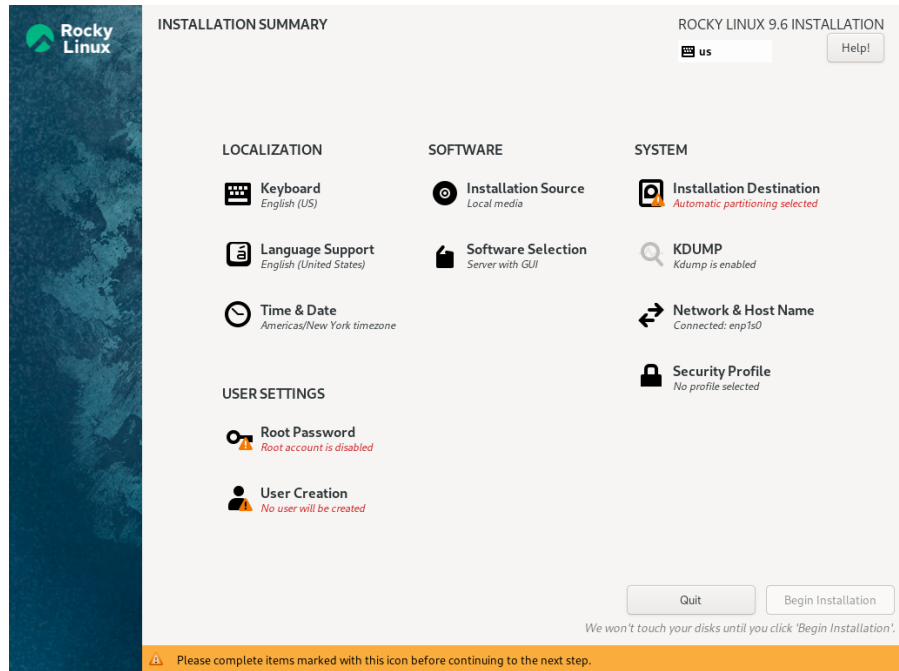 Rocky
Linux
INSTALLATION SUMMARY
ROCKY LINUX 9.6 INSTALLATION
us
Help!
LOCALIZATION
Keyboard
English (US)
Language Support
English (United States)
Time & Date
Americas/New York timezone
SOFTWARE
Installation Source
Local media
Software Selection
Server with GUI
SYSTEM
Installation Destination
Automatic partitioning selected
KDUMP
Kdump is enabled
Network & Host Name
Connected: enp1s0
Security Profile
No profile selected
USER SETTINGS
Root Password
Root account is disabled
User Creation
No user will be created
Quit
Begin Installation
We won't touch your disks until you click 'Begin Installation'.
Please complete items marked with this icon before continuing to the next step.